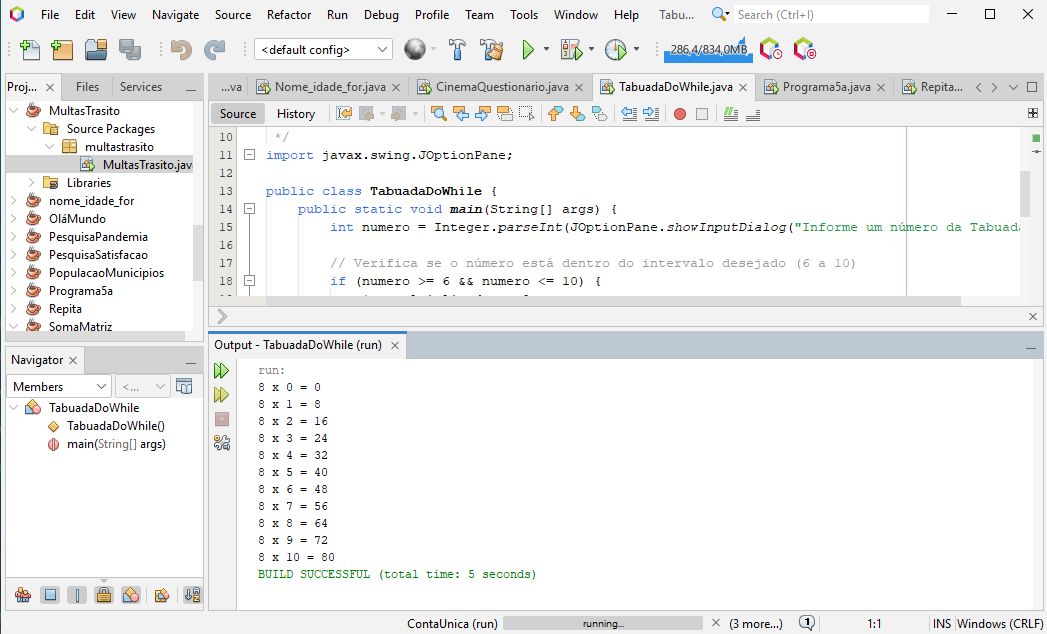 File Edit View Navigate Source Refactor Run Debug Profile Team Tools Window Help Tabu... Search (Ctrl+I)
<default config> 286,4/834,0MB
Proj... Files Services
MultasTrasito
Source Packages
multastrasito
MultasTrasito.java
Libraries
nome_idade_for
OláMundo
PesquisaPandemia
PesquisaSatisfacao
PopulacaoMunicipios
Programa5a
Repita
SomaMatriz
...va Nome_idade_for.java CinemaQuestionario.java TabuadaDoWhile.java Programa5a.java Repita...
Source History
10 */
11 import javax.swing.JOptionPane;
12
13 public class TabuadaDoWhile {
14 public static void main(String[] args) {
15 int numero = Integer.parseInt(JOptionPane.showInputDialog("Informe um número da Tabuada
16
17 // Verifica se o número está dentro do intervalo desejado (6 a 10)
18 if (numero >= 6 && numero <= 10) {
Navigator
Members <...
TabuadaDoWhile
TabuadaDoWhile()
main(String[] args)
Output - TabuadaDoWhile (run)
run:
8 x 0 = 0
8 x 1 = 8
8 x 2 = 16
8 x 3 = 24
8 x 4 = 32
8 x 5 = 40
8 x 6 = 48
8 x 7 = 56
8 x 8 = 64
8 x 9 = 72
8 x 10 = 80
BUILD SUCCESSFUL (total time: 5 seconds)
ContaUnica (run) running... (3 more...) 1 1:1 INS Windows (CRLF)